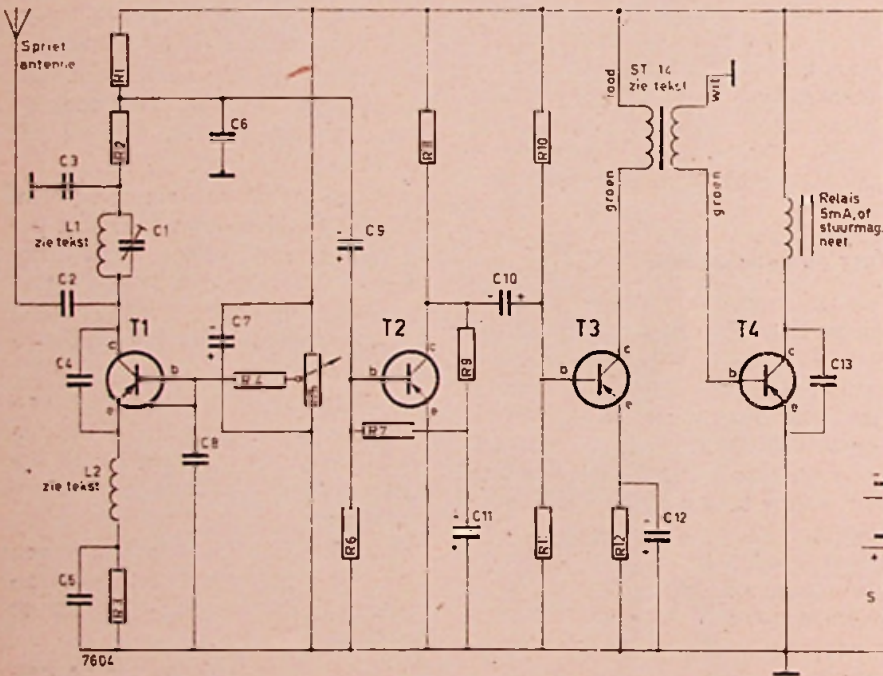 Spriet
antenne
R1
R2
C3
C6
L1
zie tekst
C1
C2
C9
-
+
R8
R10
ST 14
zie tekst
rood
wit
groen
groen
Relais
5mA, of
stuurmag.
neet.
C10
-
+
T1
T2
T3
T4
c
b
e
C4
C7
-
+
R4
b
c
e
R9
b
c
e
b
c
e
C13
C8
R7
L2
zie tekst
R6
C11
-
+
R11
R12
C12
-
+
C5
R3
-
+
S
7604